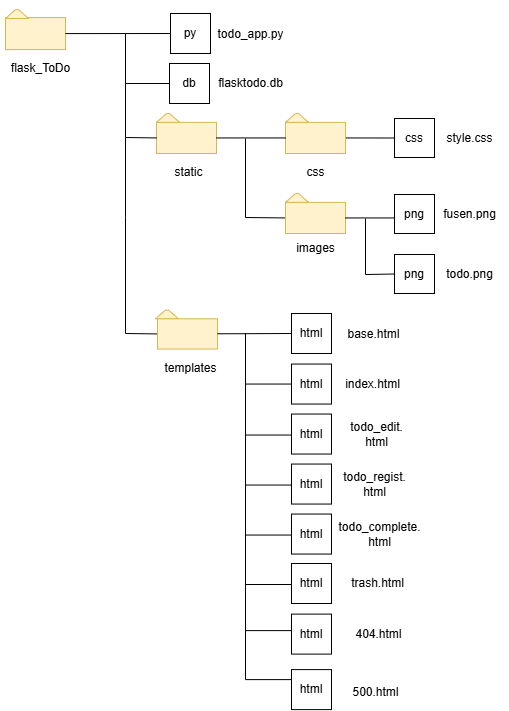 py
todo_app.py
flask_ToDo
db
flasktodo.db
static
css
css
style.css
images
png
fusen.png
png
todo.png
templates
html
base.html
html
index.html
html
todo_edit.
html
html
todo_regist.
html
html
todo_complete.
html
html
trash.html
html
404.html
html
500.html